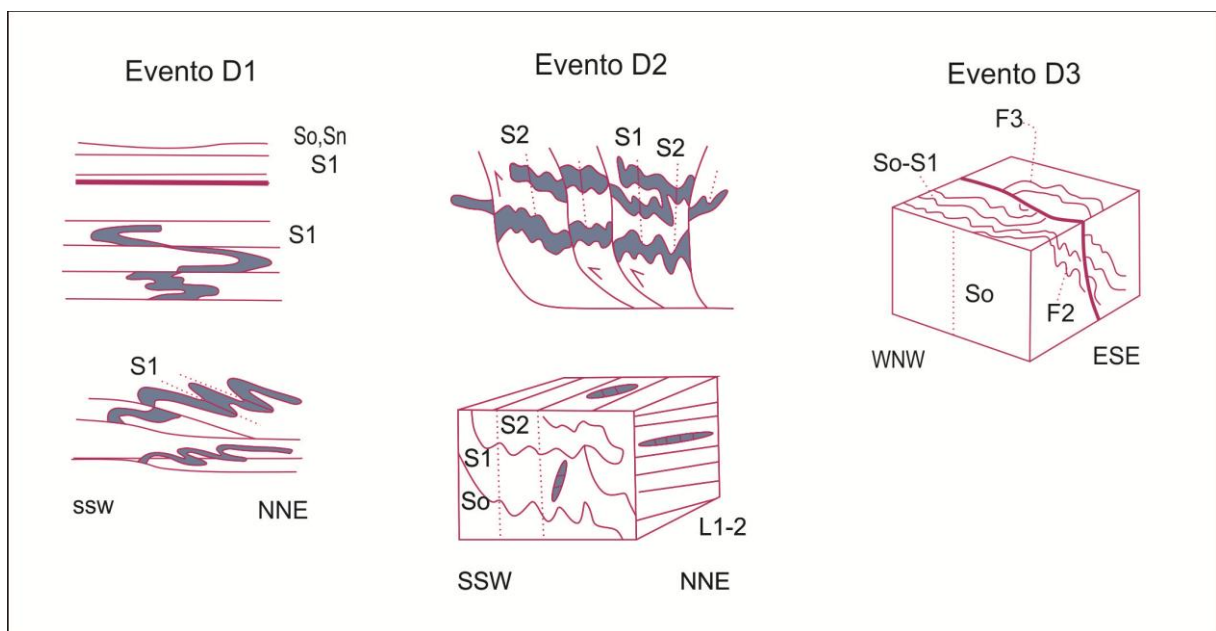 Evento D1
So,Sn
S1
S1
S1
ssw
NNE
Evento D2
S2
S1
S2
S2
S1
So
L1-2
SSW
NNE
Evento D3
F3
So-S1
So
F2
WNW
ESE